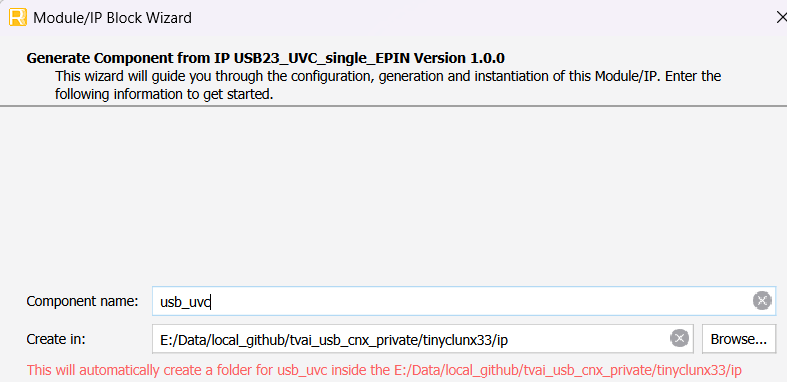 Module/IP Block Wizard
Generate Component from IP USB23_UVC_single_EPIN Version 1.0.0
This wizard will guide you through the configuration, generation and instantiation of this Module/IP. Enter the
following information to get started.
Component name: usb_uvc
Create in: E:/Data/local_github/tvai_usb_cnx_private/tinyclunx33/ip Browse...
This will automatically create a folder for usb_uvc inside the E:/Data/local_github/tvai_usb_cnx_private/tinyclunx33/ip